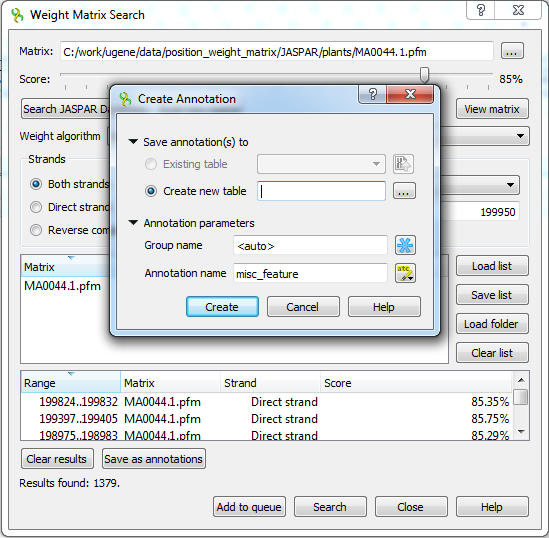 Weight Matrix Search
Matrix: C:/work/ugene/data/position_weight_matrix/JASPAR/plants/MA0044.1.pfm ...
Score: 85%
Search JASPAR View matrix
Weight algorithm
Strands
Both strands
Direct strand
Reverse
199950
Create Annotation
Save annotation(s) to
Existing table
Create new table ...
Annotation parameters
Group name <auto>
Annotation name misc_feature
Create Cancel Help
Matrix
MA0044.1.pfm
Load list
Save list
Load folder
Clear list
Range Matrix Strand Score
199824..199832 MA0044.1.pfm Direct strand 85.35%
199397..199405 MA0044.1.pfm Direct strand 85.75%
198975..198983 MA0044.1.pfm Direct strand 85.29%
Clear results Save as annotations
Results found: 1379.
Add to queue Search Close Help